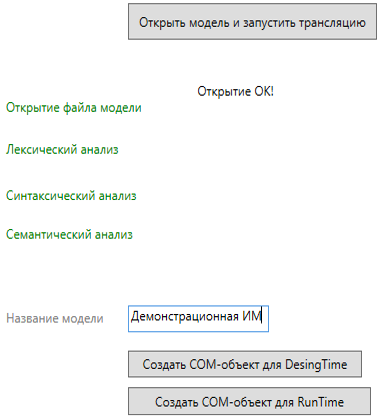 Открыть модель и запустить трансляцию
Открытие ОК!
Открытие файла модели
Лексический анализ
Синтаксический анализ
Семантический анализ
Название модели Демонстрационная ИМ
Создать COM-объект для DesingTime
Создать COM-объект для RunTime